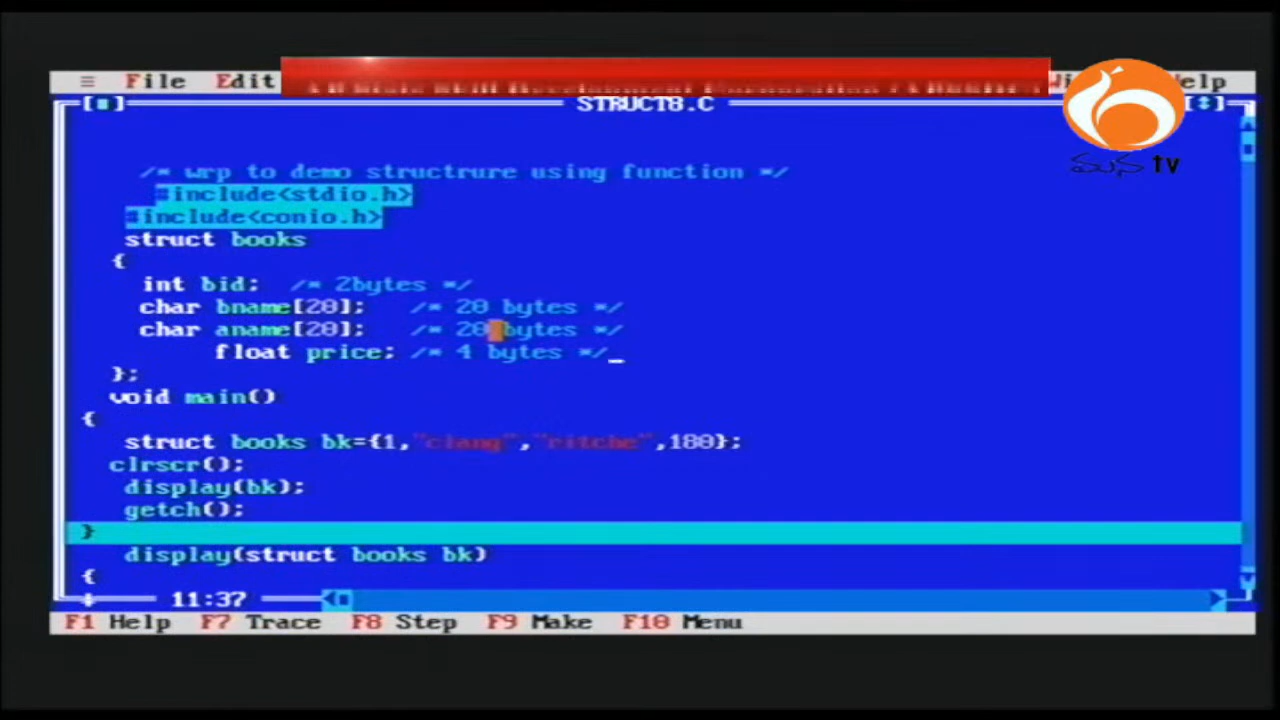 ≡ File Edit Help
STRUCT8.C
మన tv
/* wrp to demo structrure using function */
#include<stdio.h>
#include<conio.h>
struct books
{
int bid; /* 2bytes */
char bname[20]; /* 20 bytes */
char aname[20]; /* 20 bytes */
float price; /* 4 bytes */
};
void main()
{
struct books bk={1,"clang","ritche",180};
clrscr();
display(bk);
getch();
}
display(struct books bk)
{
11:37
F1 Help F7 Trace F8 Step F9 Make F10 Menu